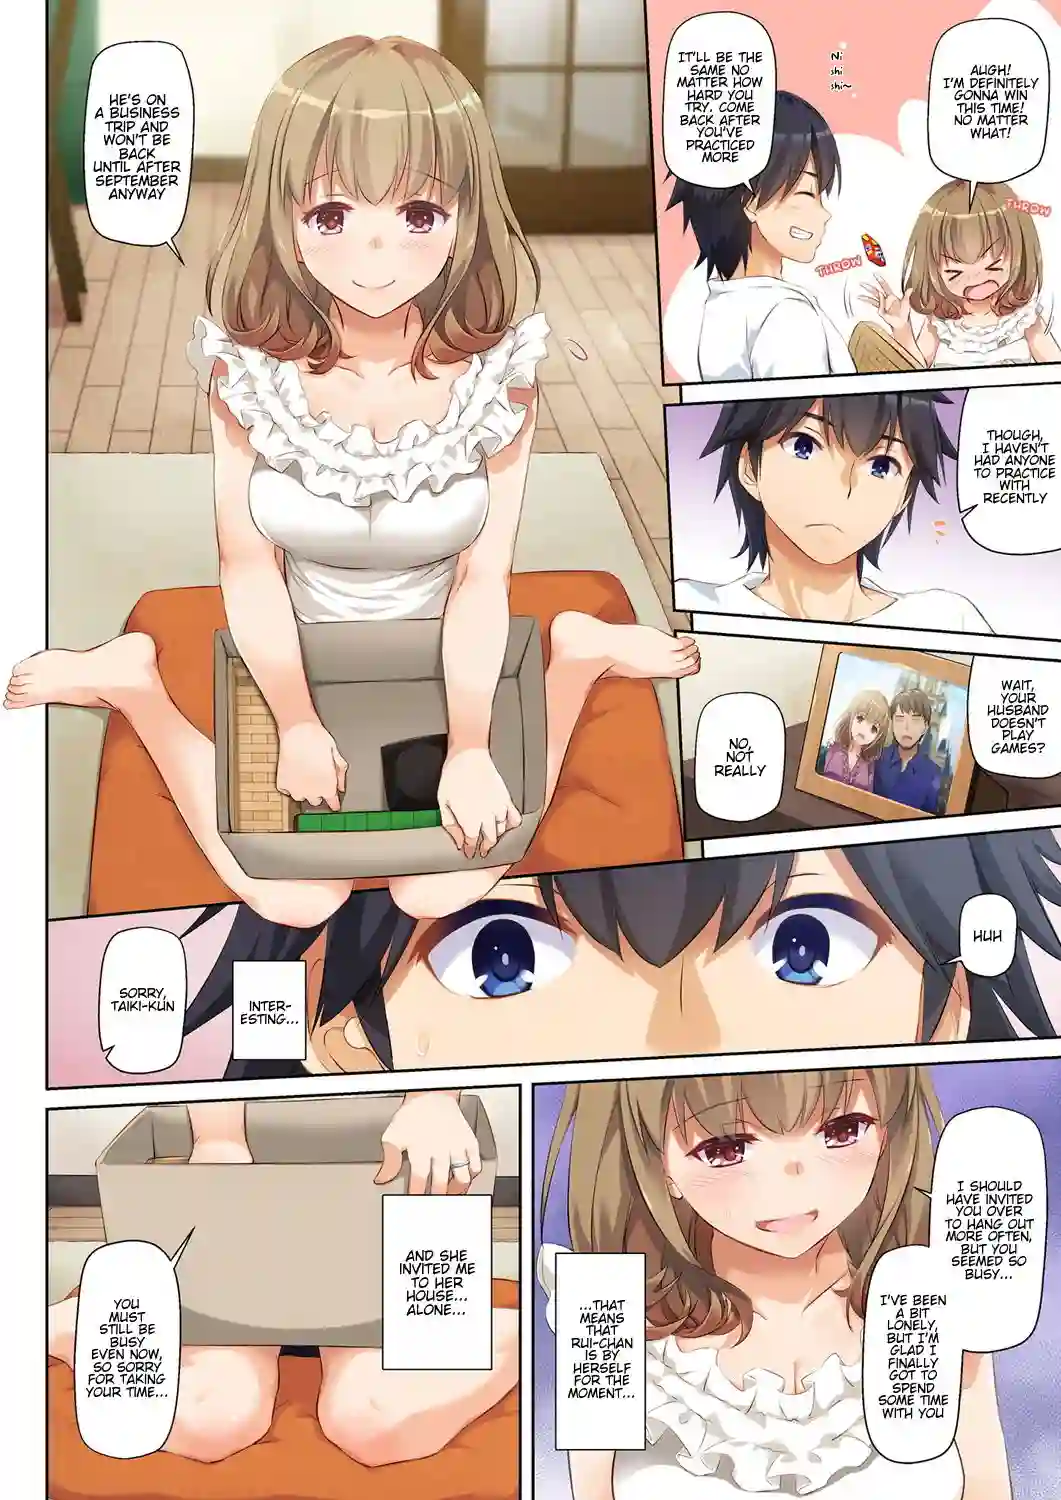 AUGH!
I'M DEFINITELY
GONNA WIN
THIS TIME!
NO MATTER
WHAT!
Ni
shi
shi~
IT'LL BE THE
SAME NO
MATTER HOW
HARD YOU
TRY. COME
BACK AFTER
YOU'VE
PRACTICED
MORE
THROW
THROW
THOUGH,
I HAVEN'T
HAD ANYONE
TO PRACTICE
WITH
RECENTLY
WAIT,
YOUR
HUSBAND
DOESN'T
PLAY
GAMES?
NO,
NOT
REALLY
HE'S ON
A BUSINESS
TRIP AND
WON'T BE
BACK
UNTIL AFTER
SEPTEMBER
ANYWAY
HUH
INTER-
ESTING...
SORRY,
TAIKI-KUN
I SHOULD
HAVE INVITED
YOU OVER
TO HANG OUT
MORE OFTEN,
BUT YOU
SEEMED SO
BUSY...
I'VE BEEN
A BIT
LONELY,
BUT I'M
GLAD I
FINALLY
GOT TO
SPEND
SOME TIME
WITH YOU
...THAT
MEANS
THAT
RUI-CHAN
IS BY
HERSELF
FOR THE
MOMENT...
AND SHE
INVITED ME
TO HER
HOUSE...
ALONE...
YOU
MUST
STILL BE
BUSY
EVEN NOW,
SO SORRY
FOR TAKING
YOUR TIME...